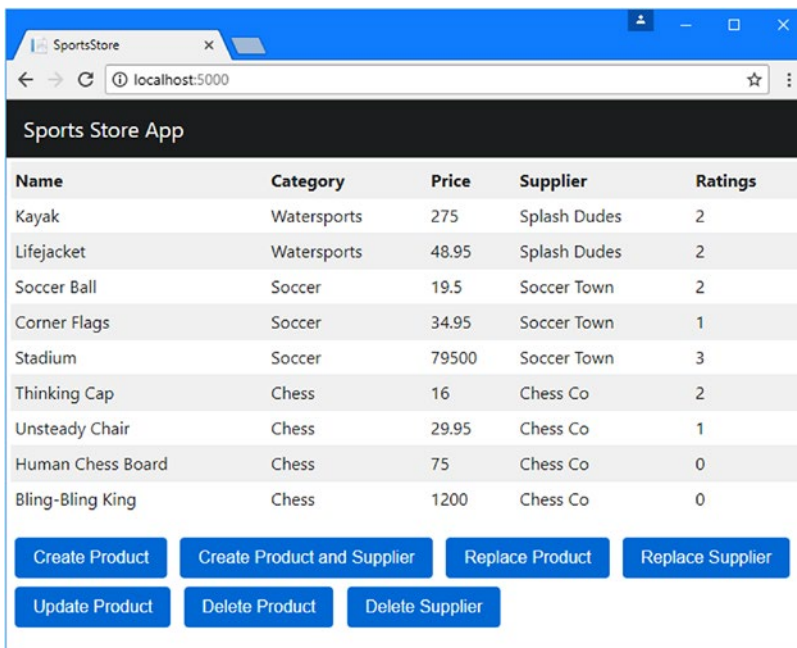 SportsStore
localhost:5000
Sports Store App
Name Category Price Supplier Ratings
Kayak Watersports 275 Splash Dudes 2
Lifejacket Watersports 48.95 Splash Dudes 2
Soccer Ball Soccer 19.5 Soccer Town 2
Corner Flags Soccer 34.95 Soccer Town 1
Stadium Soccer 79500 Soccer Town 3
Thinking Cap Chess 16 Chess Co 2
Unsteady Chair Chess 29.95 Chess Co 1
Human Chess Board Chess 75 Chess Co 0
Bling-Bling King Chess 1200 Chess Co 0
Create Product Create Product and Supplier Replace Product Replace Supplier
Update Product Delete Product Delete Supplier